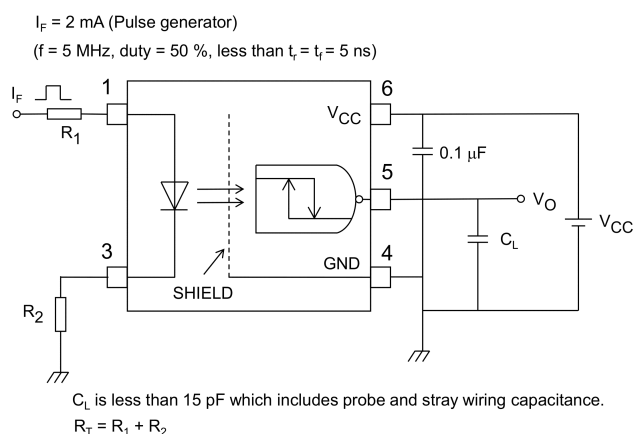 I_F = 2 mA (Pulse generator)
(f = 5 MHz, duty = 50 %, less than t_r = t_f = 5 ns)
I_F
R_1
1
6
V_CC
0.1 µF
5
V_O
V_CC
C_L
3
4
GND
SHIELD
R_2
C_L is less than 15 pF which includes probe and stray wiring capacitance.
R_T = R_1 + R_2